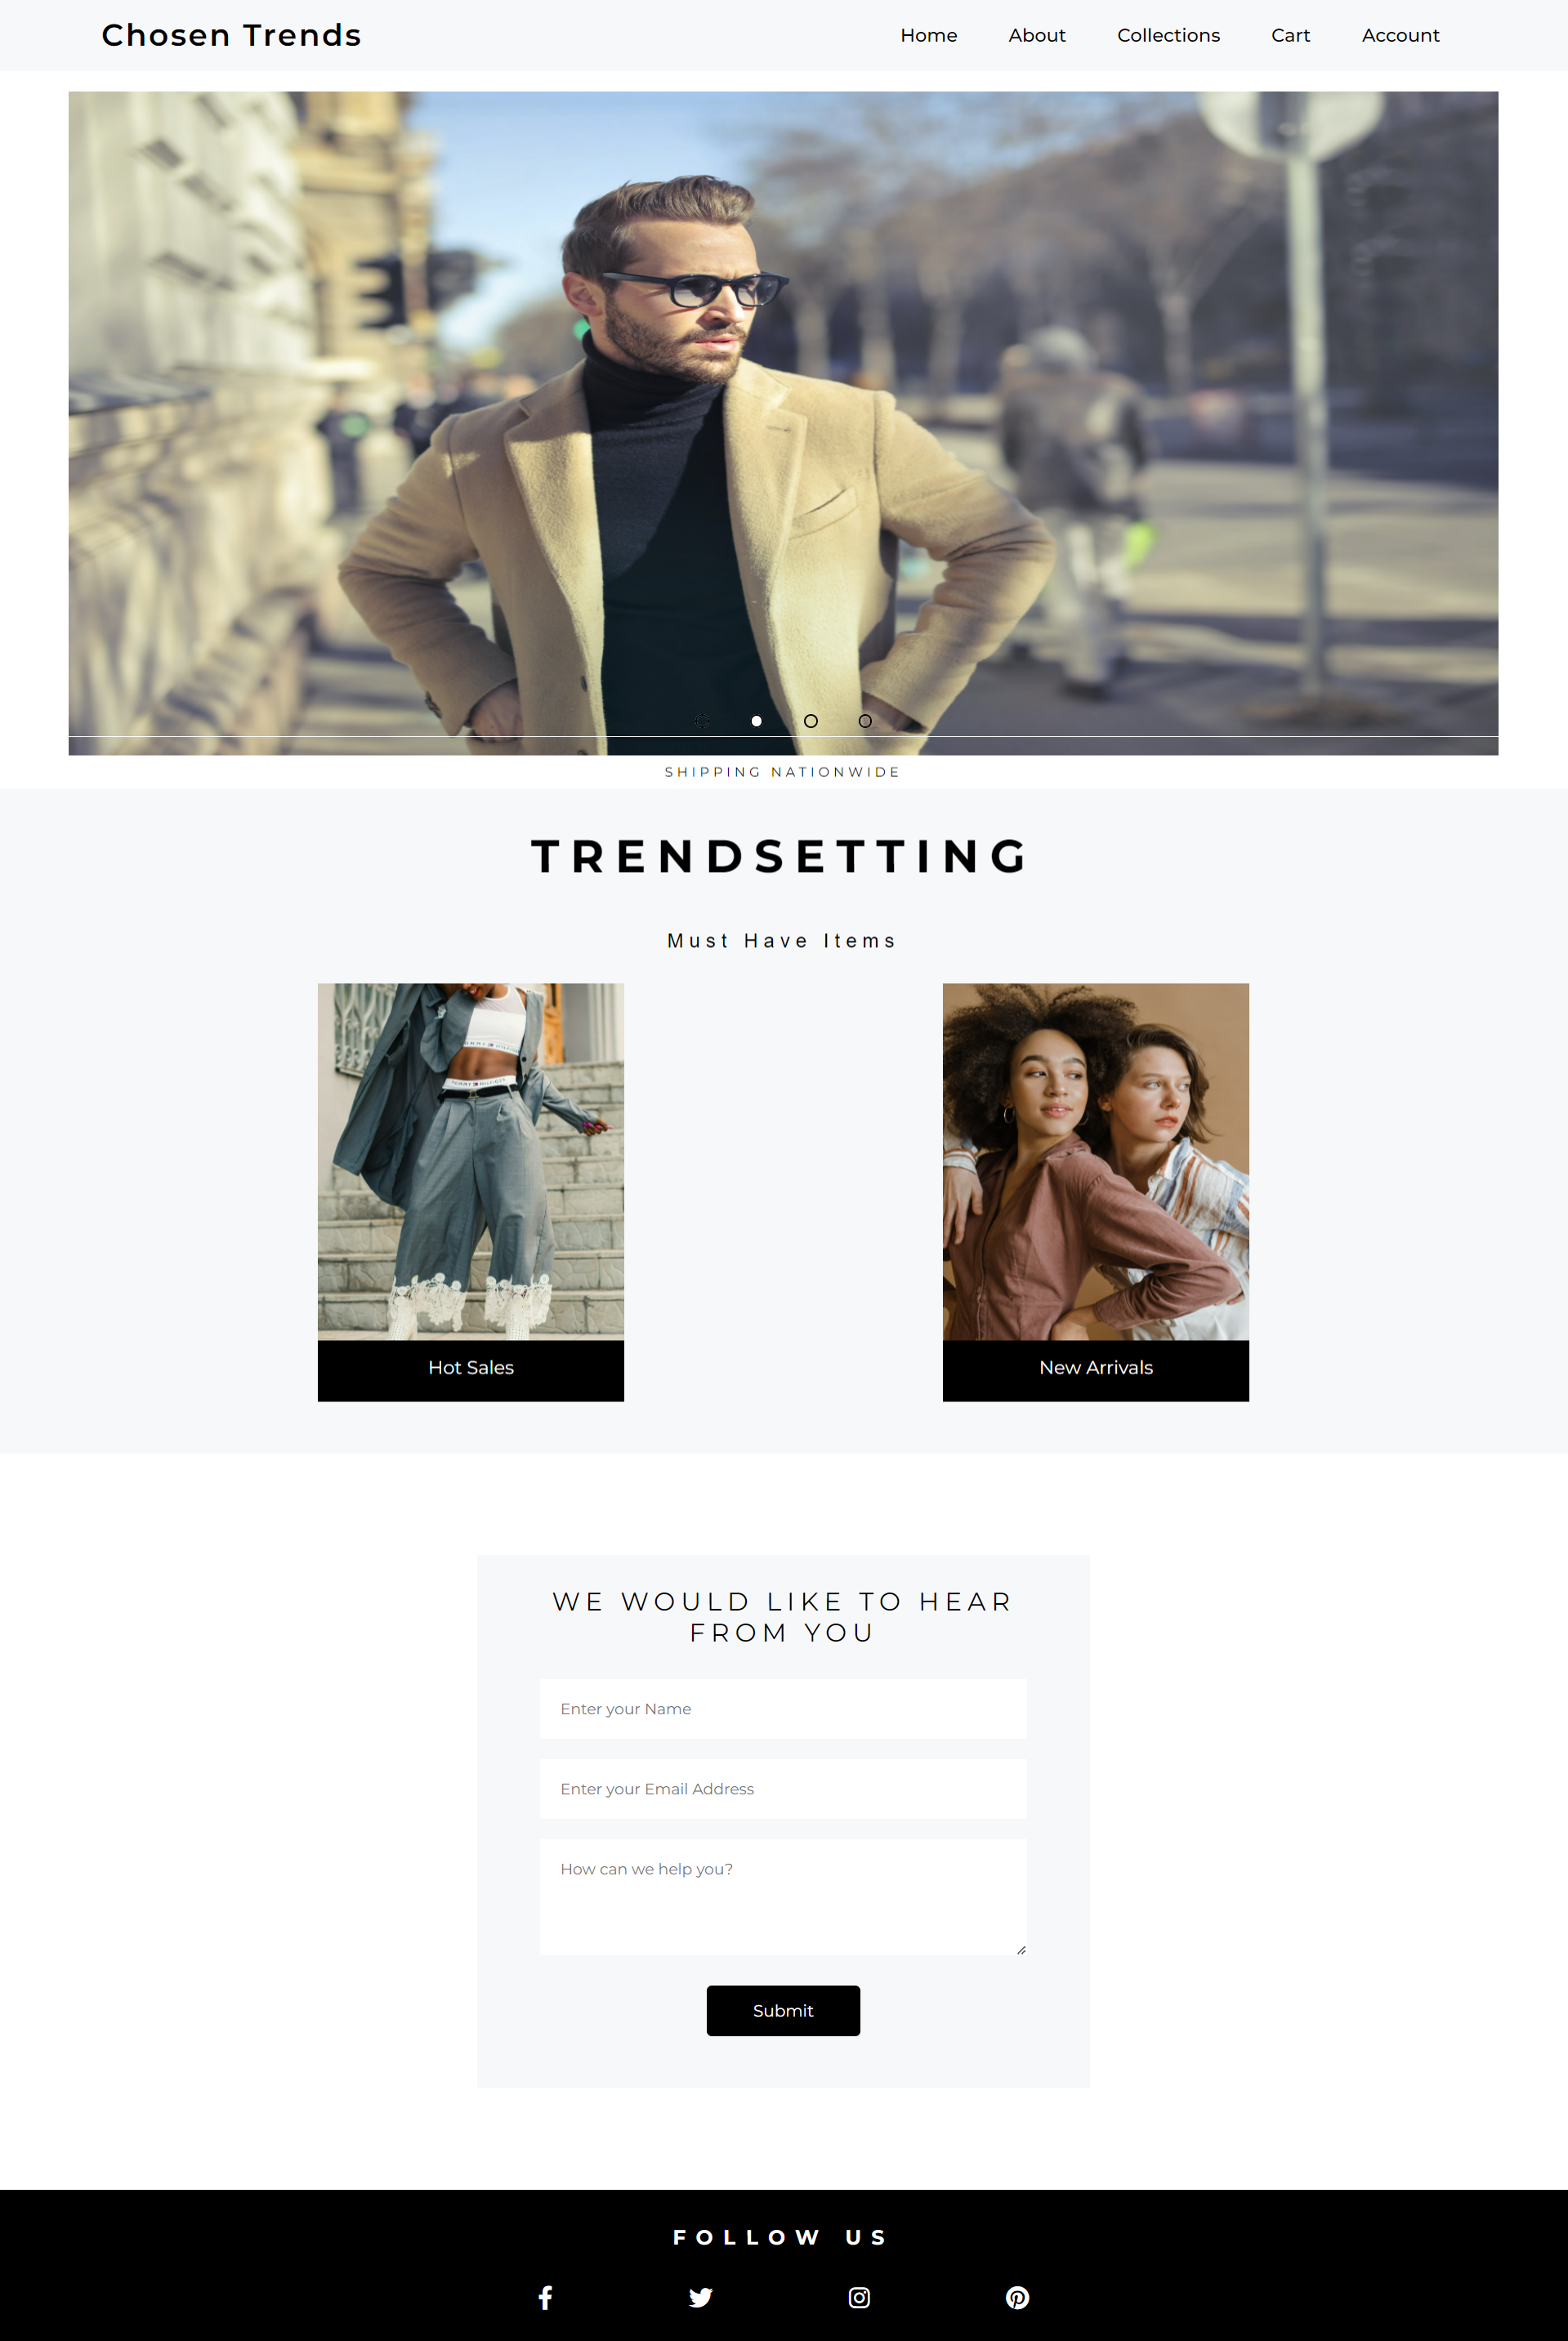 Chosen Trends
Home About Collections Cart Account
SHIPPING NATIONWIDE
TRENDSETTING
Must Have Items
TOMMY HILFIGER
Hot Sales
New Arrivals
WE WOULD LIKE TO HEAR
FROM YOU
Enter your Name
Enter your Email Address
How can we help you?
Submit
FOLLOW US